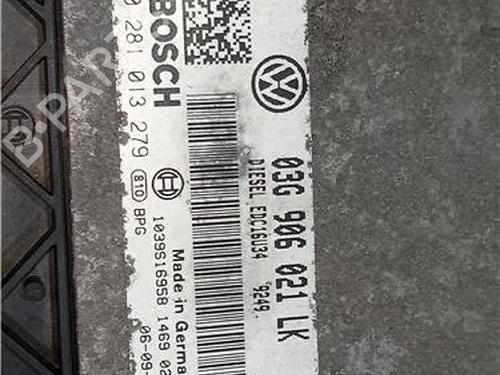 BOSCH
0 281 013 279 810 BPG
1039S16958 1469 02
Made in Germa
06-09-
03G 906 021 LK
DIESEL EDC16U34 9249.
B-PARTS